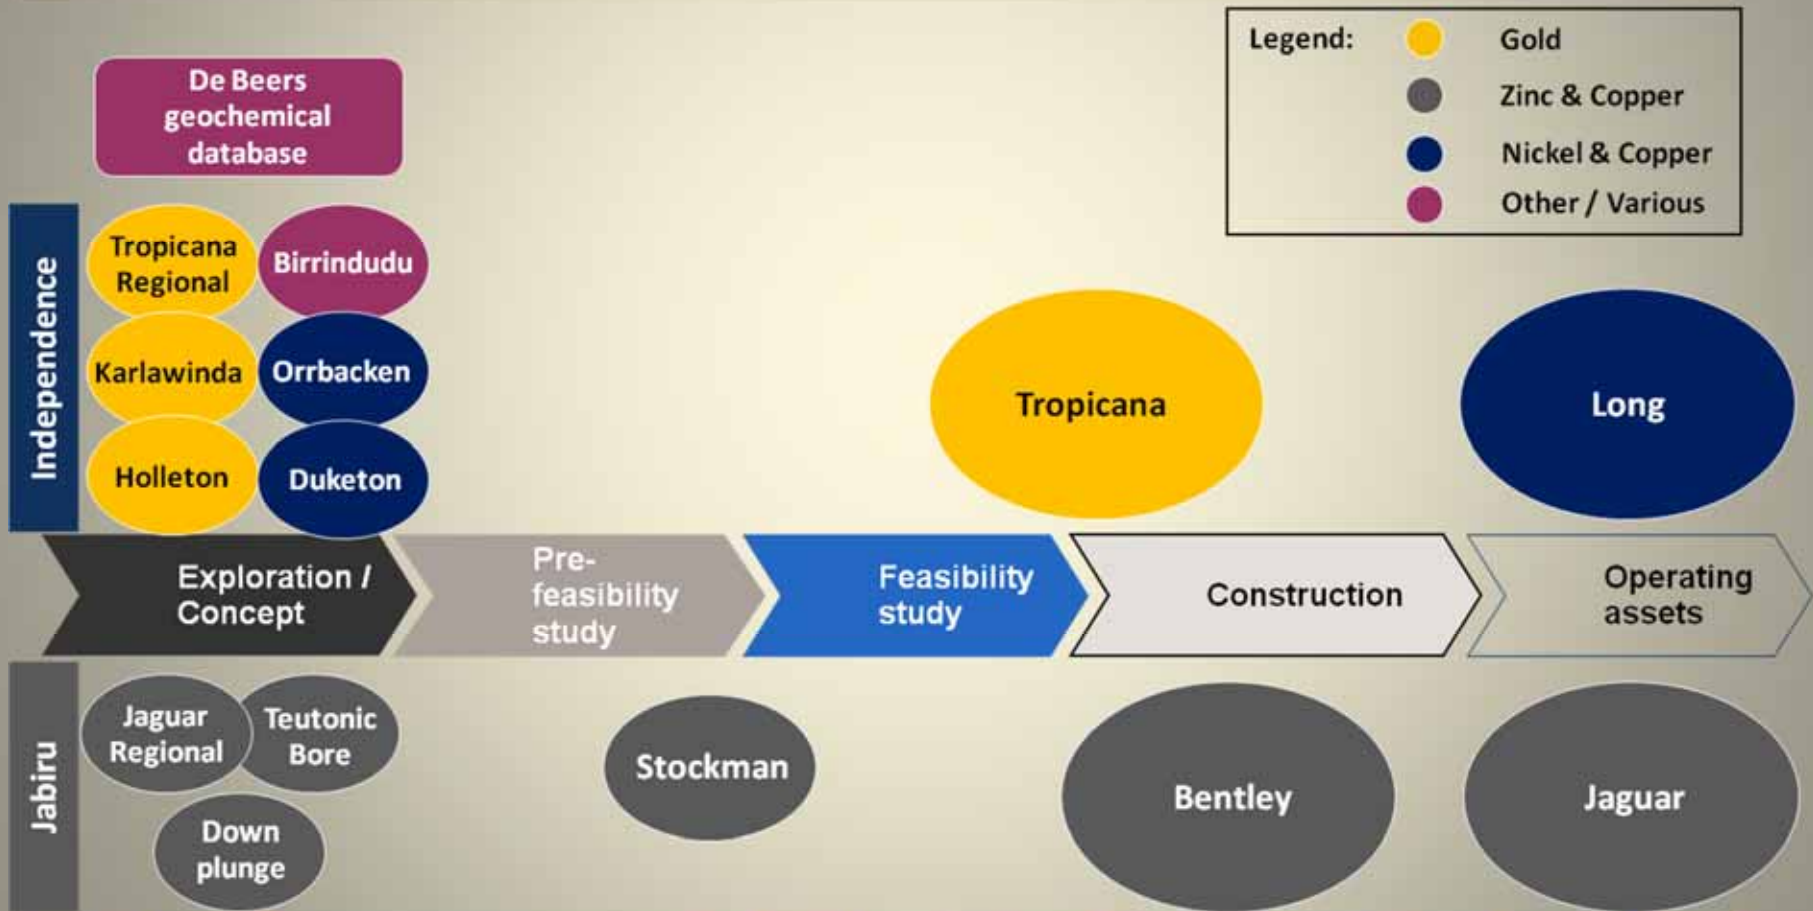 Legend:
Gold
Zinc & Copper
Nickel & Copper
Other / Various
De Beers
geochemical
database
Independence
Tropicana
Regional
Birrindudu
Karlawinda
Orrbacken
Holleton
Duketon
Tropicana
Long
Exploration /
Concept
Pre-
feasibility
study
Feasibility
study
Construction
Operating
assets
Jabiru
Jaguar
Regional
Teutonic
Bore
Down
plunge
Stockman
Bentley
Jaguar